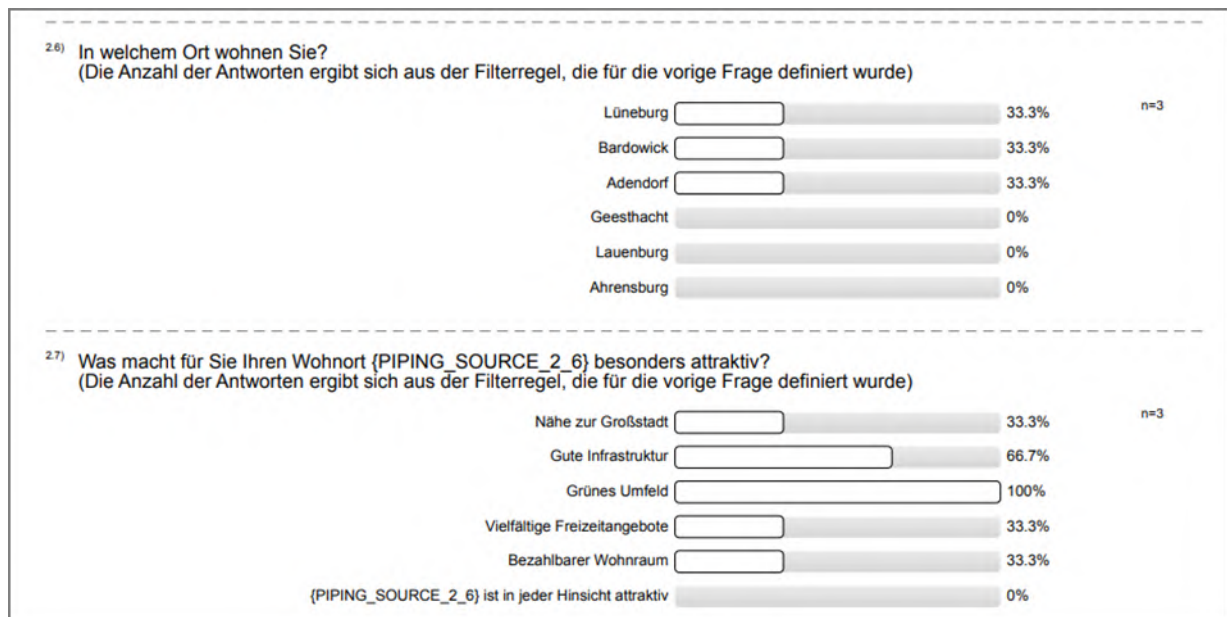 2.6) In welchem Ort wohnen Sie?
(Die Anzahl der Antworten ergibt sich aus der Filterregel, die für die vorige Frage definiert wurde)
Lüneburg 33.3% n=3
Bardowick 33.3%
Adendorf 33.3%
Geesthacht 0%
Lauenburg 0%
Ahrensburg 0%
2.7) Was macht für Sie Ihren Wohnort {PIPING_SOURCE_2_6} besonders attraktiv?
(Die Anzahl der Antworten ergibt sich aus der Filterregel, die für die vorige Frage definiert wurde)
Nähe zur Großstadt 33.3% n=3
Gute Infrastruktur 66.7%
Grünes Umfeld 100%
Vielfältige Freizeitangebote 33.3%
Bezahlbarer Wohnraum 33.3%
{PIPING_SOURCE_2_6} ist in jeder Hinsicht attraktiv 0%